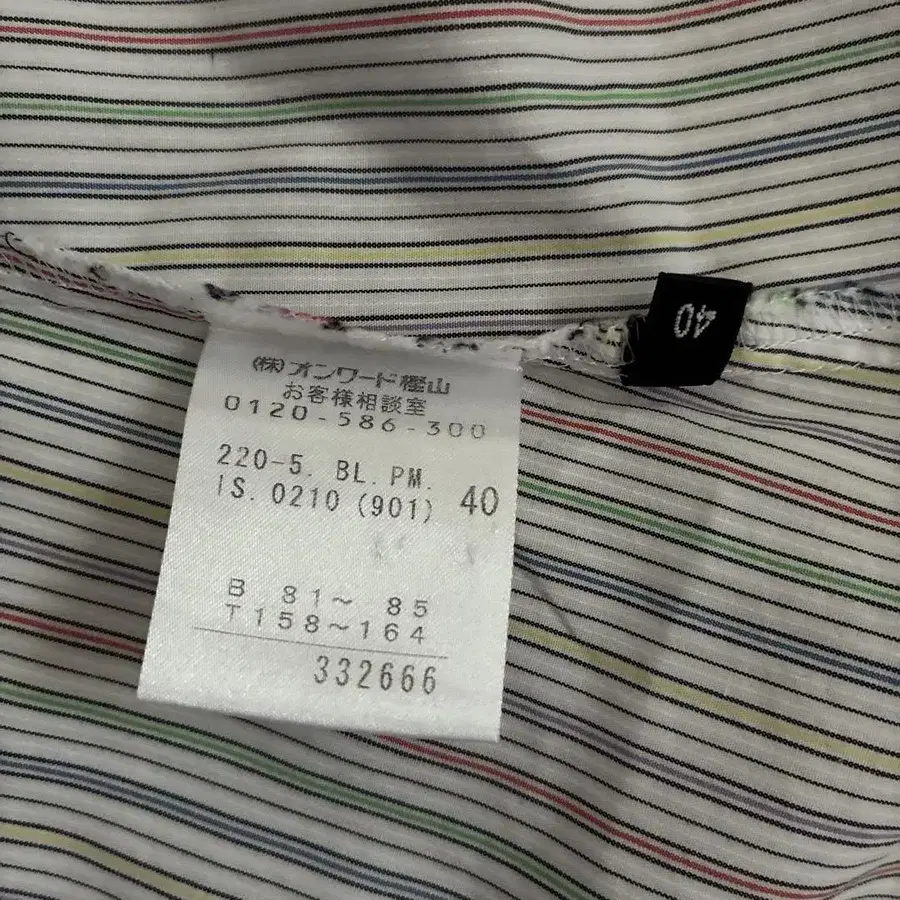 (株)オンワード樫山
お客様相談室
0120-586-300
220-5. BL. PM.
IS. 0210 (901) 40
B 81～ 85
T158～164
332666
40